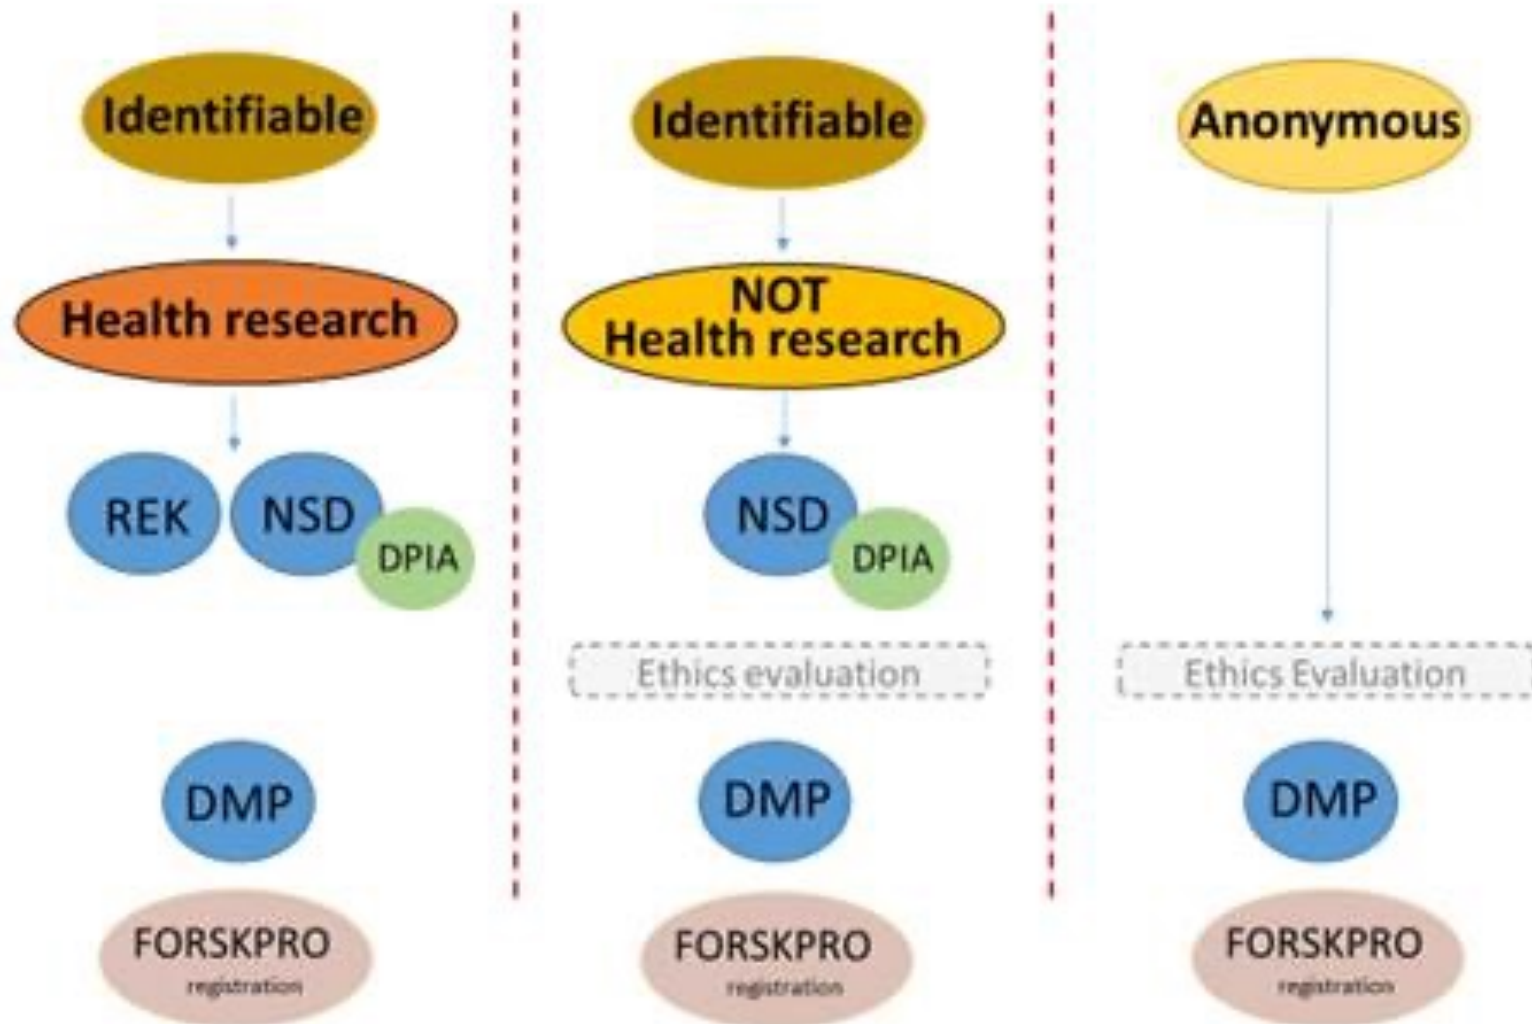 Identifiable
Health research
REK
NSD
DPIA
DMP
FORSKPRO
registration
Identifiable
NOT
Health research
NSD
DPIA
Ethics evaluation
DMP
FORSKPRO
registration
Anonymous
Ethics Evaluation
DMP
FORSKPRO
registration